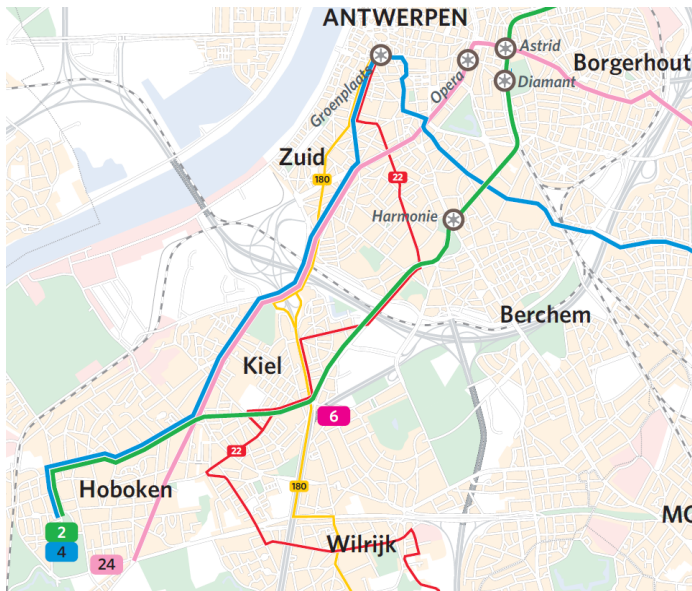 ANTWERPEN
Astrid
Borgerhout
Opera
Diamant
Groenplaats
Zuid
180
22
Harmonie
Berchem
Kiel
6
22
Hoboken
180
MO
2
Wilrijk
4
24